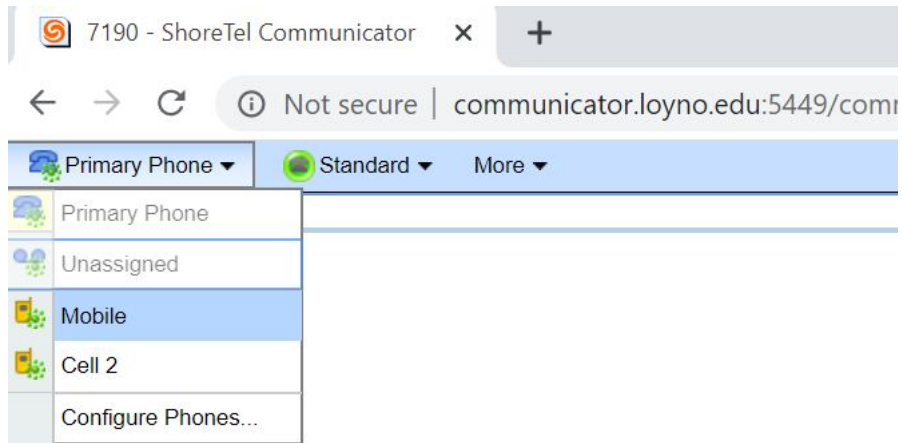 7190 - ShoreTel Communicator
Not secure | communicator.loyno.edu:5449/comm
Primary Phone Standard More
Primary Phone
Unassigned
Mobile
Cell 2
Configure Phones...